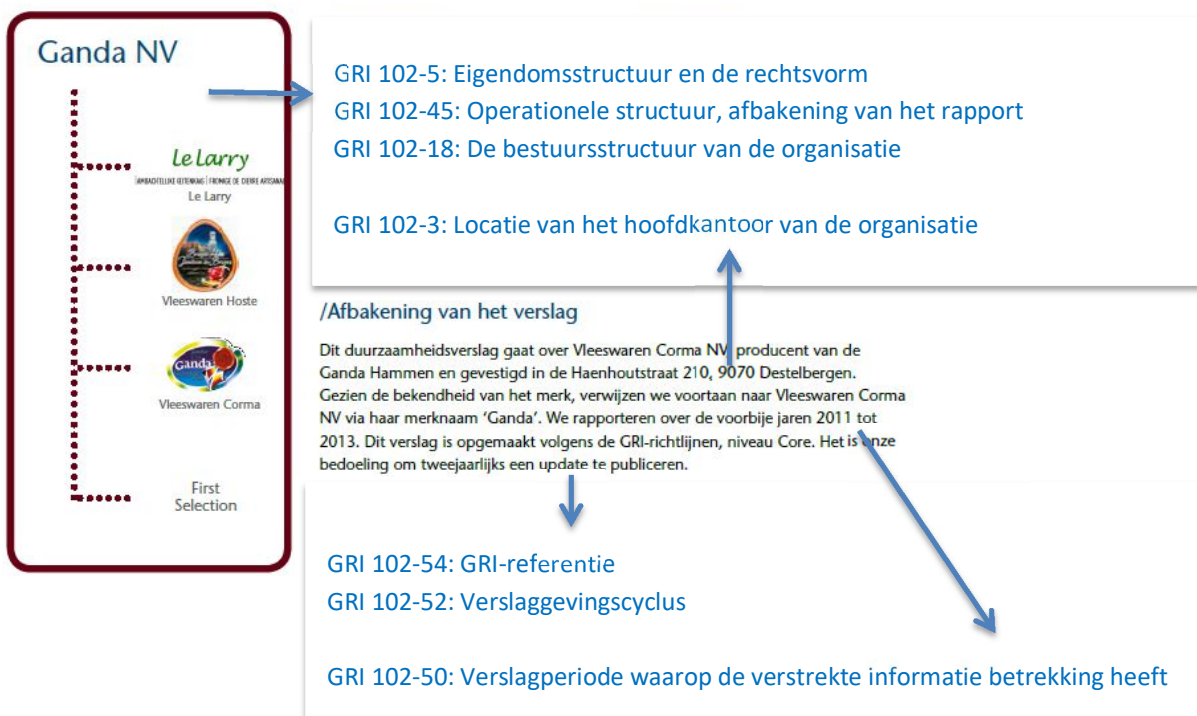 Ganda NV
Le Larry
AMBACHTELIJKE GEITENKAAS | FROMAGE DE CHEVRE ARTISANAL
Le Larry
Vleeswaren Hoste
Ganda
Vleeswaren Corma
First
Selection
GRI 102-5: Eigendomsstructuur en de rechtsvorm
GRI 102-45: Operationele structuur, afbakening van het rapport
GRI 102-18: De bestuursstructuur van de organisatie
GRI 102-3: Locatie van het hoofdkantoor van de organisatie
/Afbakening van het verslag
Dit duurzaamheidsverslag gaat over Vleeswaren Corma NV, producent van de
Ganda Hammen en gevestigd in de Haenhoutstraat 210, 9070 Destelbergen.
Gezien de bekendheid van het merk, verwijzen we voortaan naar Vleeswaren Corma
NV via haar merknaam ‘Ganda’. We rapporteren over de voorbije jaren 2011 tot
2013. Dit verslag is opgemaakt volgens de GRI-richtlijnen, niveau Core. Het is onze
bedoeling om tweejaarlijks een update te publiceren.
GRI 102-54: GRI-referentie
GRI 102-52: Verslaggevingscyclus
GRI 102-50: Verslagperiode waarop de verstrekte informatie betrekking heeft